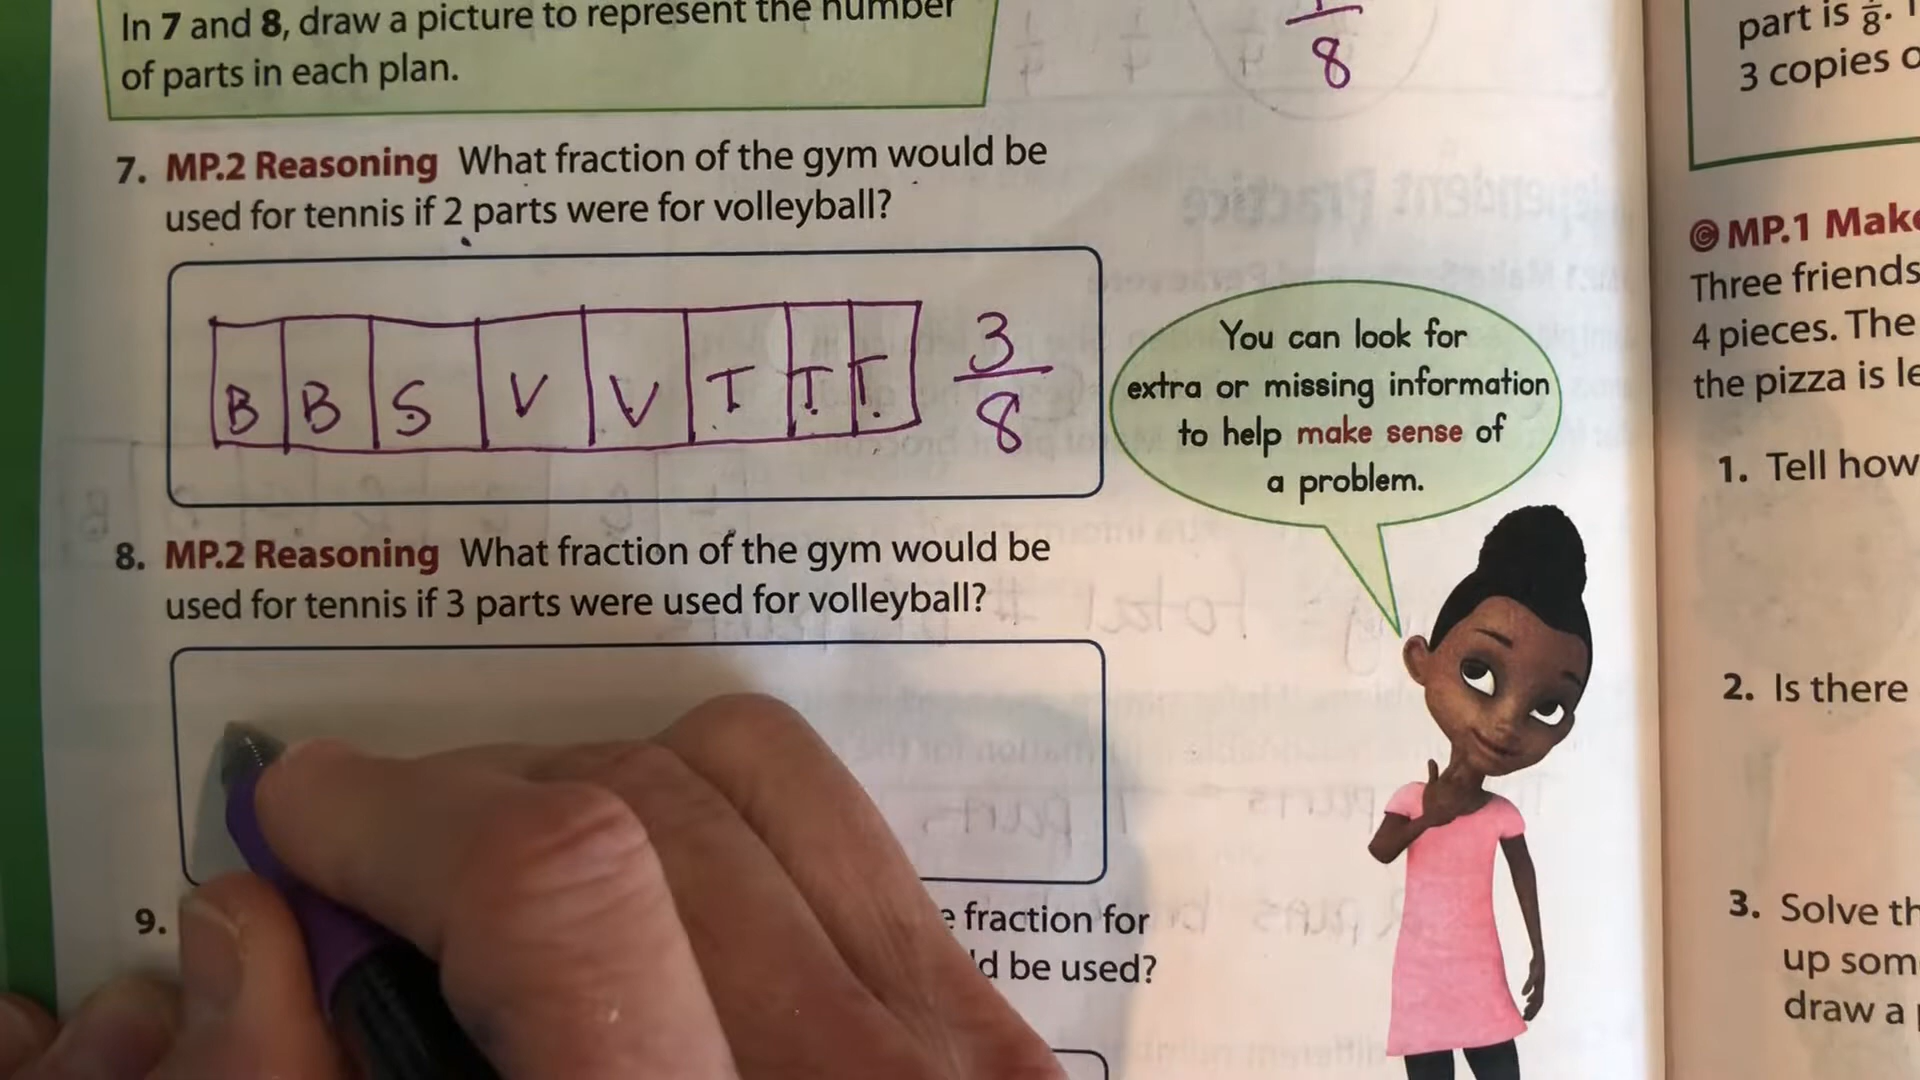 In 7 and 8, draw a picture to represent the number
of parts in each plan.
8
7. MP.2 Reasoning What fraction of the gym would be
used for tennis if 2 parts were for volleyball?
B B S V V T T T 3
8
You can look for
extra or missing information
to help make sense of
a problem.
8. MP.2 Reasoning What fraction of the gym would be
used for tennis if 3 parts were used for volleyball?
9.
fraction for
be used?
part is 1/8.
3 copies
MP.1
Three friends
4 pieces. The
the pizza is
1. Tell how
2. Is there
3. Solve
up
draw a